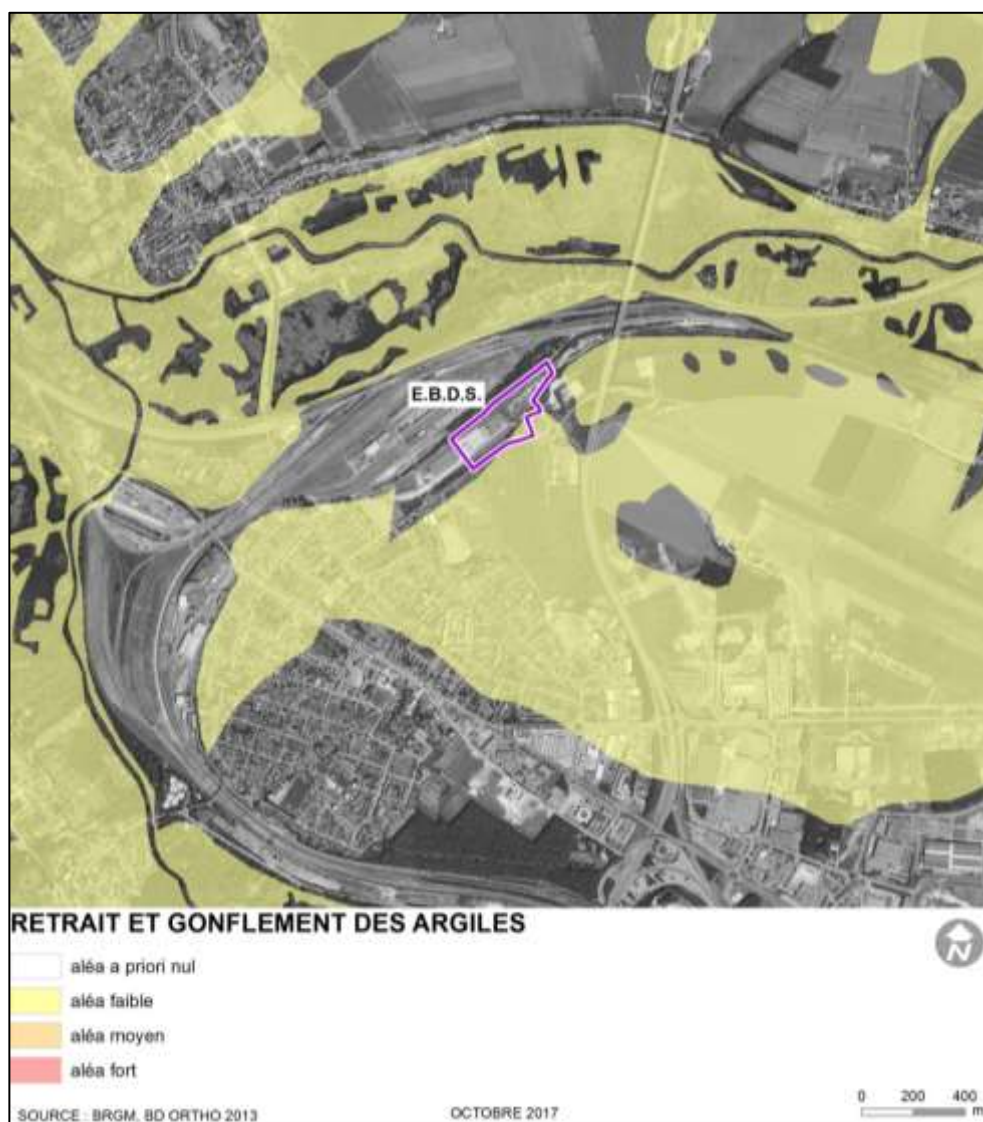 E.B.D.S.
RETRAIT ET GONFLEMENT DES ARGILES
N
aléa a priori nul
aléa faible
aléa moyen
aléa fort
0 200 400
m
SOURCE : BRGM, BD ORTHO 2013 OCTOBRE 2017